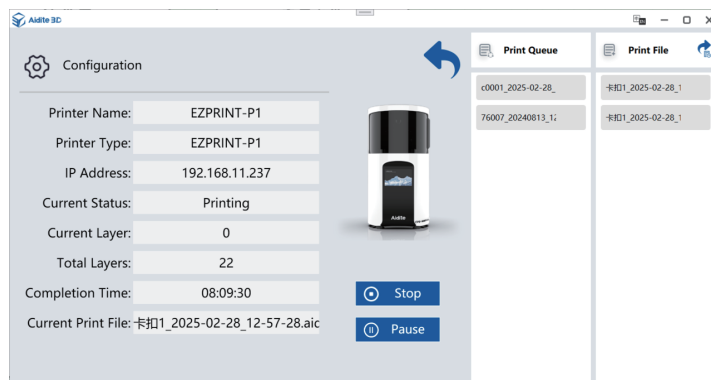 Aidite 3D
Configuration
Printer Name: EZPRINT-P1
Printer Type: EZPRINT-P1
IP Address: 192.168.11.237
Current Status: Printing
Current Layer: 0
Total Layers: 22
Completion Time: 08:09:30
Current Print File: 卡扣1_2025-02-28_12-57-28.aic
Aidite
Stop
Pause
Print Queue
c0001_2025-02-28_
76007_20240813_12
Print File
卡扣1_2025-02-28_1
卡扣1_2025-02-28_1